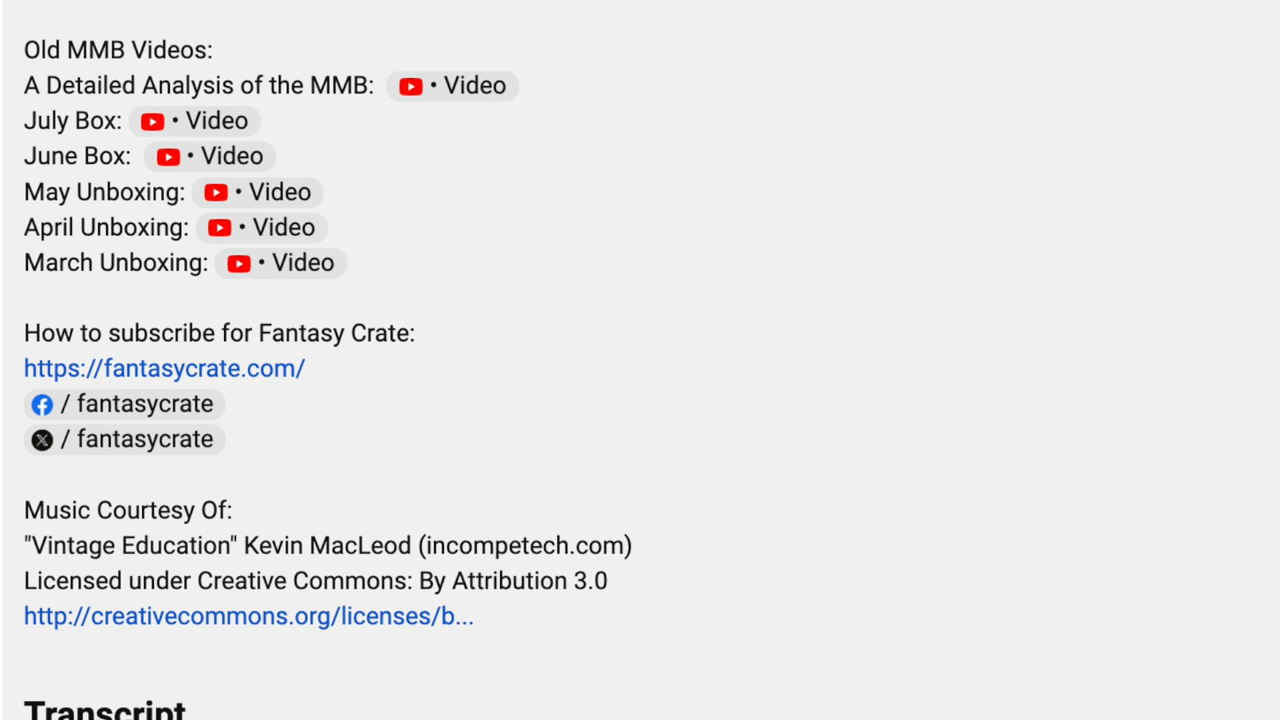 Old MMB Videos:
A Detailed Analysis of the MMB: • Video
July Box: • Video
June Box: • Video
May Unboxing: • Video
April Unboxing: • Video
March Unboxing: • Video
How to subscribe for Fantasy Crate:
https://fantasycrate.com/
/ fantasycrate
/ fantasycrate
Music Courtesy Of:
"Vintage Education" Kevin MacLeod (incompetech.com)
Licensed under Creative Commons: By Attribution 3.0
http://creativecommons.org/licenses/b...
Transcript